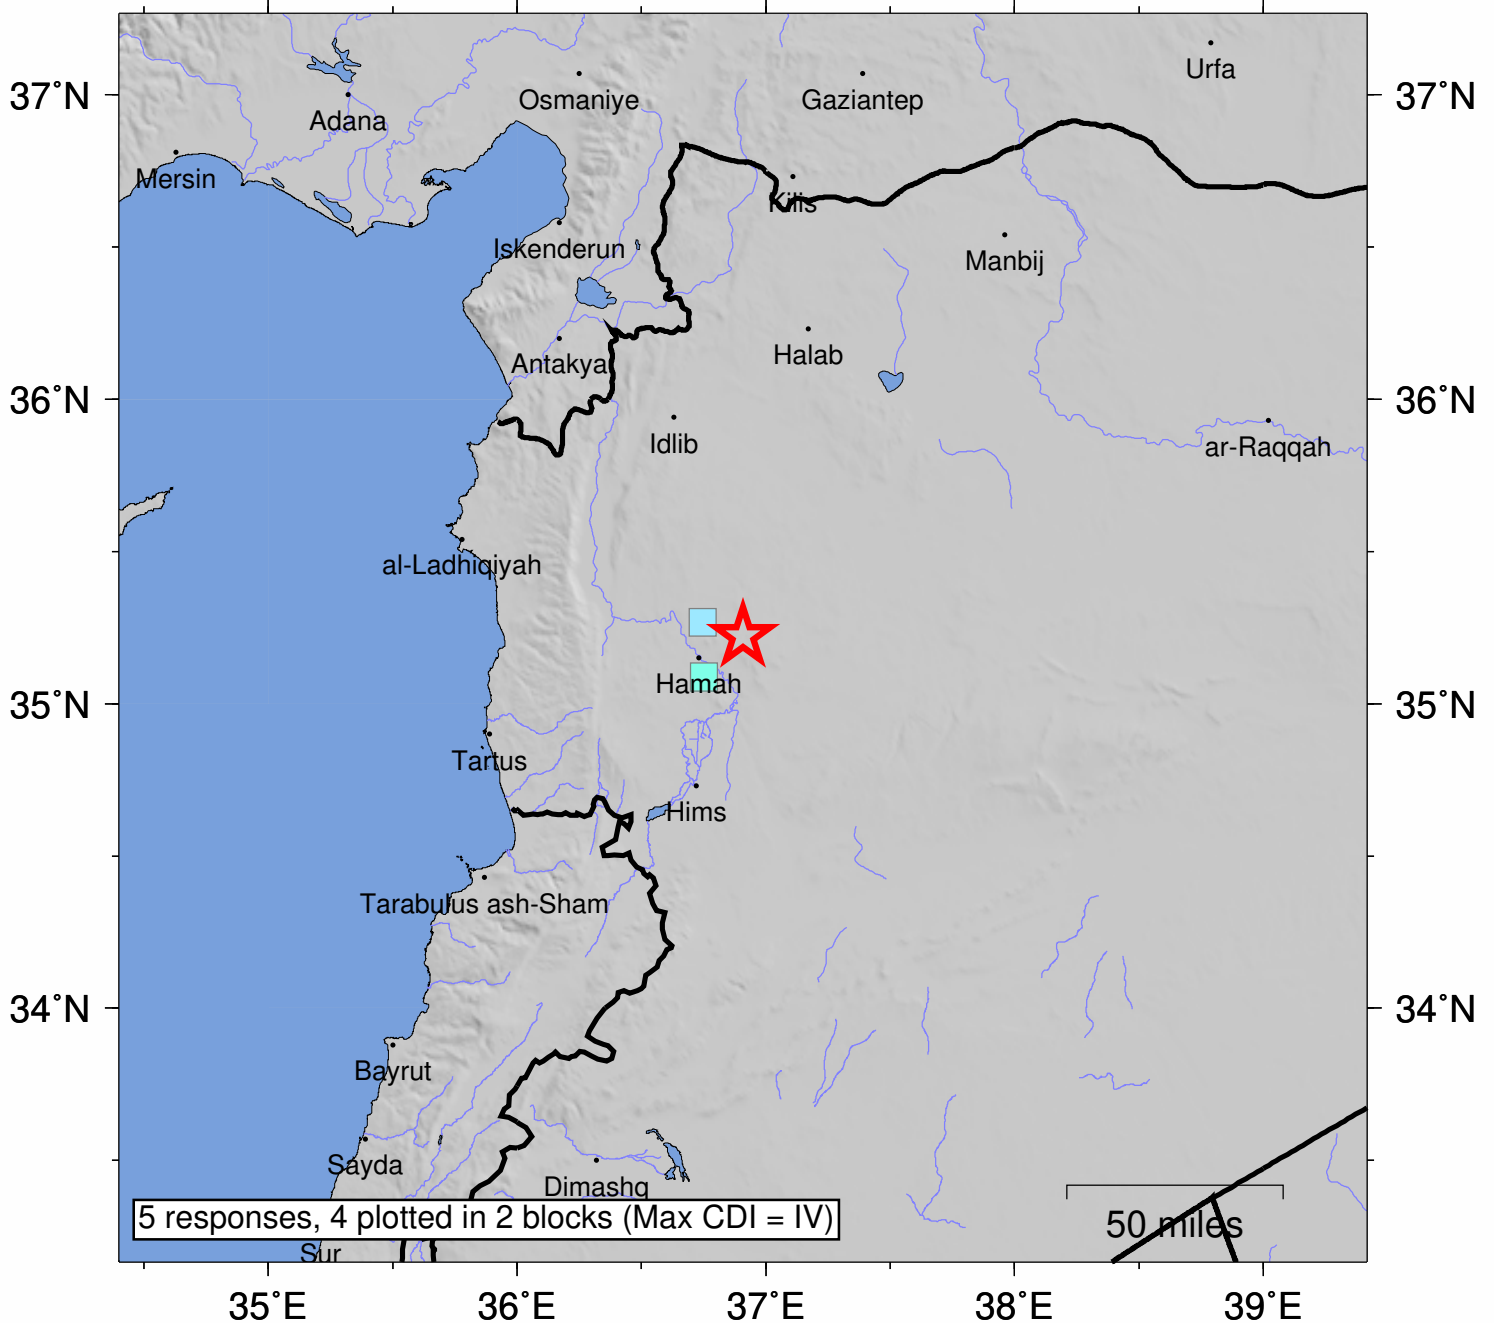 Urfa
37˚N
37˚N
Osmaniye
Gaziantep
Adana
Mersin
Kilis
Iskenderun
Manbij
Halab
Antakya
36˚N
36˚N
Idlib
ar-Raqqah
al-Ladhiqiyah
Hamah
35˚N
35˚N
Tartus
Hims
Tarabulus ash-Sham
34˚N
34˚N
Bayrut
Sayda
Dimashq
5 responses, 4 plotted in 2 blocks (Max CDI = IV)
50 miles
Sur
35˚E
36˚E
37˚E
38˚E
39˚E